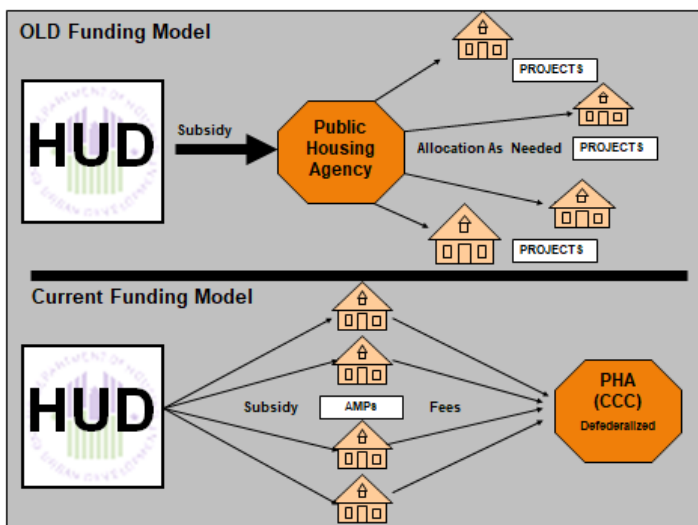 OLD Funding Model
HUD
Subsidy
Public
Housing
Agency
PROJECTS
Allocation As Needed
PROJECTS
PROJECTS
Current Funding Model
HUD
Subsidy
AMPs
Fees
PHA
(CCC)
Defederalized